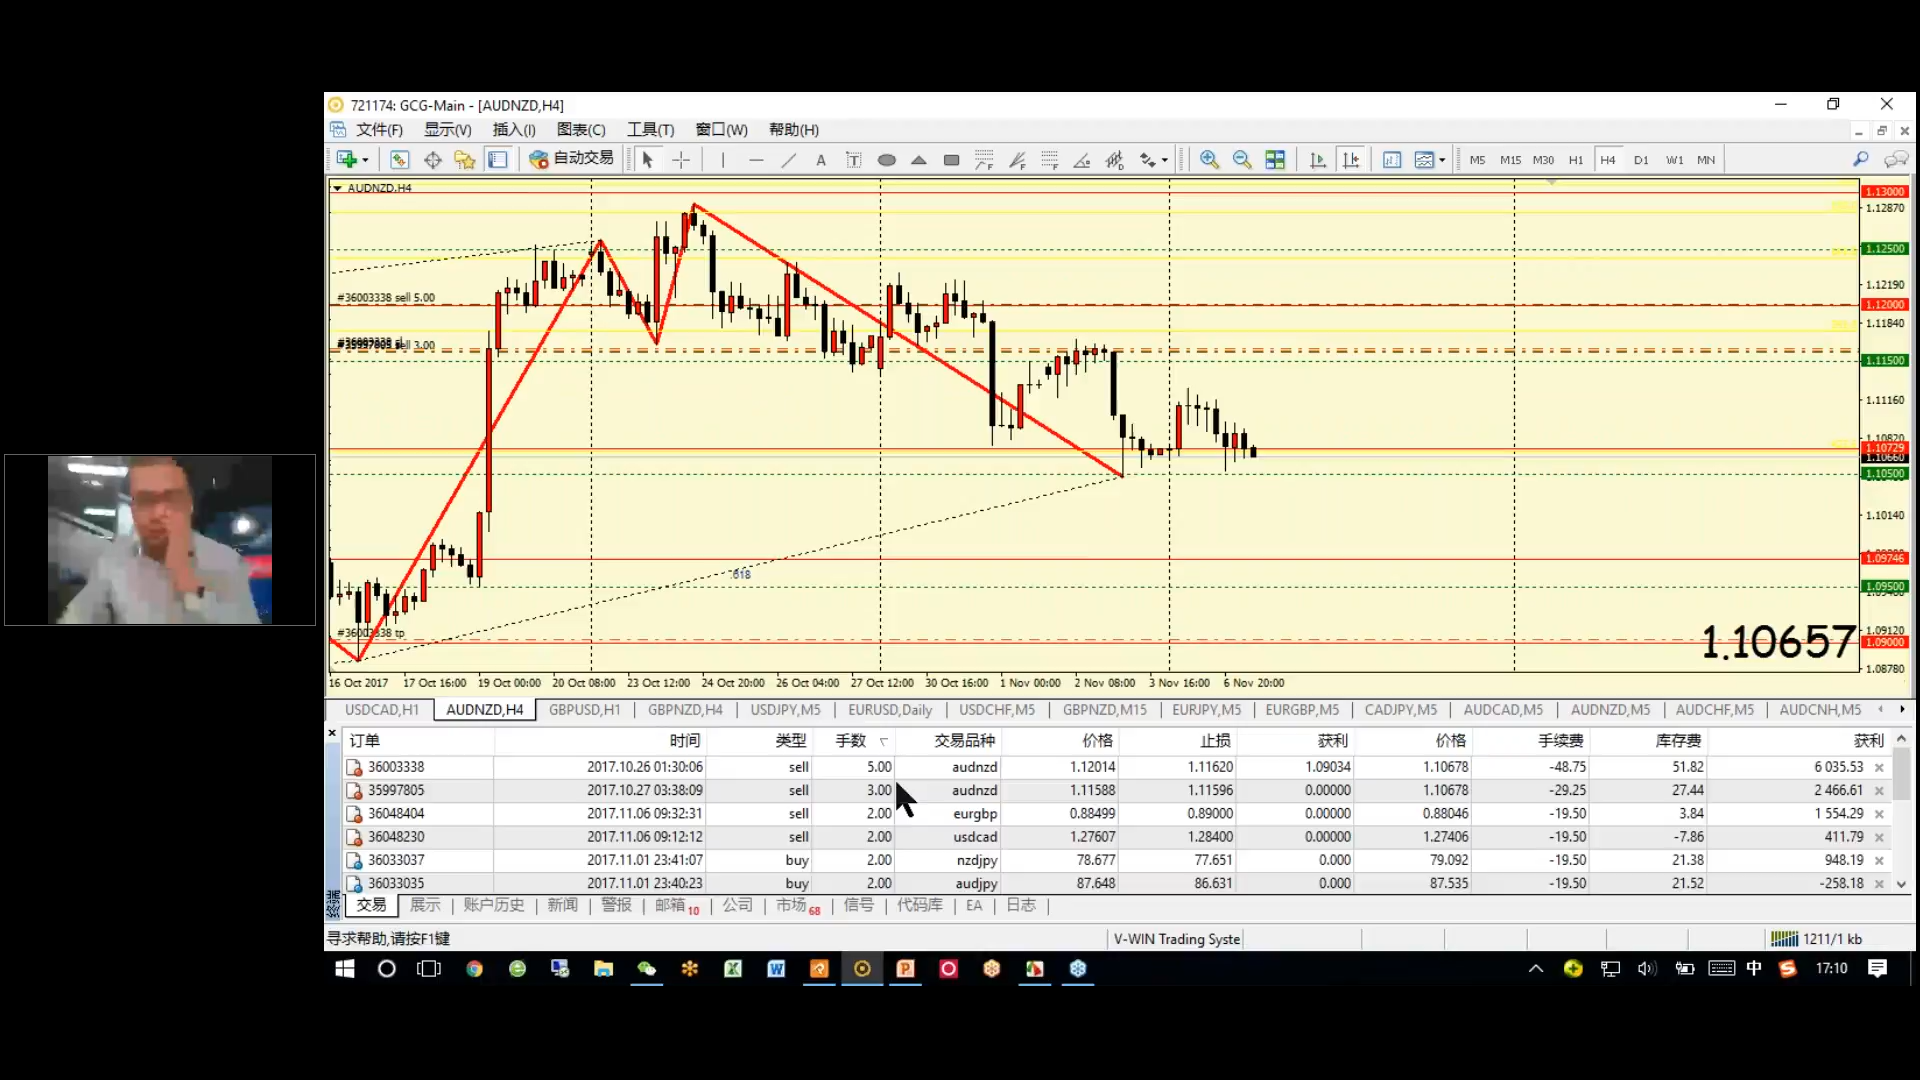 721174: GCG-Main - [AUDNZD,H4]
文件(F) 显示(V) 插入(I) 图表(C) 工具(T) 窗口(W) 帮助(H)
自动交易 A T M5 M15 M30 H1 H4 D1 W1 MN
AUDNZD,H4
1.13000
1.12870
1.12500
#36003338 sell 5.00
1.12190
1.12000
1.11840
sell 3.00
1.11500
1.11160
1.10820
1.10729
1.10660
1.10500
1.10140
1.09746
.618
1.09500
#36003338 tp
1.09120
1.09000
1.10657
1.08780
16 Oct 2017 17 Oct 16:00 19 Oct 00:00 20 Oct 08:00 23 Oct 12:00 24 Oct 20:00 26 Oct 04:00 27 Oct 12:00 30 Oct 16:00 1 Nov 00:00 2 Nov 08:00 3 Nov 16:00 6 Nov 20:00
USDCAD,H1 AUDNZD,H4 GBPUSD,H1 GBPNZD,H4 USDJPY,M5 EURUSD,Daily USDCHF,M5 GBPNZD,M15 EURJPY,M5 EURGBP,M5 CADJPY,M5 AUDCAD,M5 AUDNZD,M5 AUDCHF,M5 AUDCNH,M5
订单 时间 类型 手数 交易品种 价格 止损 获利 价格 手续费 库存费 获利
36003338 2017.10.26 01:30:06 sell 5.00 audnzd 1.12014 1.11620 1.09034 1.10678 -48.75 51.82 6 035.53
35997805 2017.10.27 03:38:09 sell 3.00 audnzd 1.11588 1.11596 0.00000 1.10678 -29.25 27.44 2 466.61
36048404 2017.11.06 09:32:31 sell 2.00 eurgbp 0.88499 0.89000 0.00000 0.88046 -19.50 3.84 1 554.29
36048230 2017.11.06 09:12:12 sell 2.00 usdcad 1.27607 1.28400 0.00000 1.27406 -19.50 -7.86 411.79
36033037 2017.11.01 23:41:07 buy 2.00 nzdjpy 78.677 77.651 0.000 79.092 -19.50 21.38 948.19
36033035 2017.11.01 23:40:23 buy 2.00 audjpy 87.648 86.631 0.000 87.535 -19.50 21.52 -258.18
终端
交易 展示 账户历史 新闻 警报 邮箱10 公司 市场68 信号 代码库 EA 日志
寻求帮助,请按F1键 V-WIN Trading Syste 1211/1 kb
中 17:10